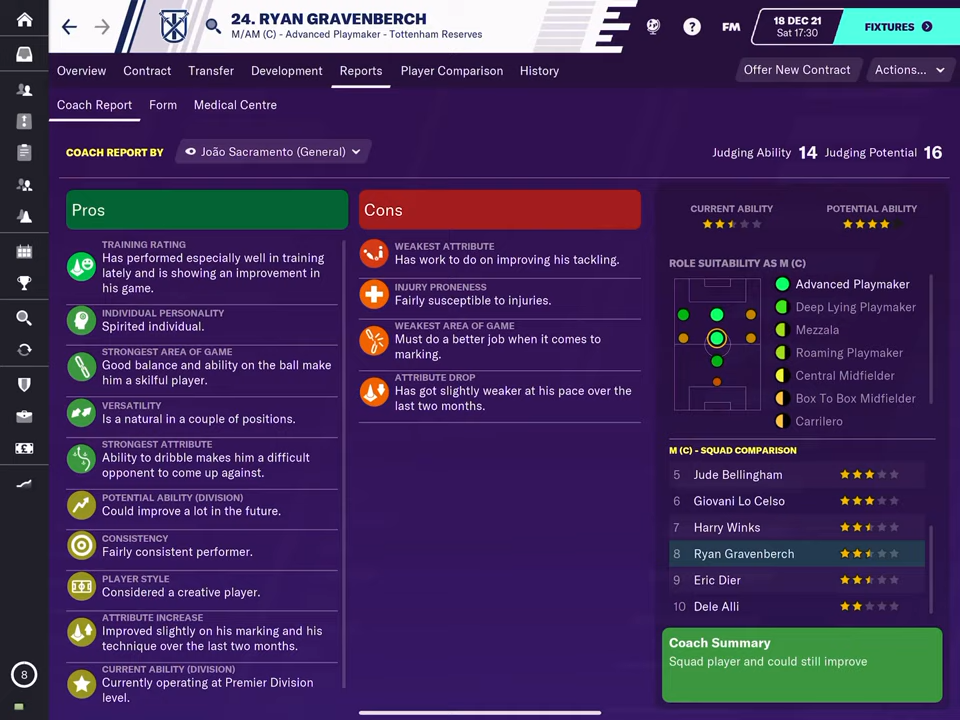 24. RYAN GRAVENBERCH
M/AM (C) - Advanced Playmaker - Tottenham Reserves
FM
18 DEC 21
Sat 17:30
FIXTURES
Overview
Contract
Transfer
Development
Reports
Player Comparison
History
Offer New Contract
Actions...
Coach Report
Form
Medical Centre
COACH REPORT BY
João Sacramento (General)
Judging Ability 14 Judging Potential 16
Pros
TRAINING RATING
Has performed especially well in training
lately and is showing an improvement in
his game.
INDIVIDUAL PERSONALITY
Spirited individual.
STRONGEST AREA OF GAME
Good balance and ability on the ball make
him a skilful player.
VERSATILITY
Is a natural in a couple of positions.
STRONGEST ATTRIBUTE
Ability to dribble makes him a difficult
opponent to come up against.
POTENTIAL ABILITY (DIVISION)
Could improve a lot in the future.
CONSISTENCY
Fairly consistent performer.
PLAYER STYLE
Considered a creative player.
ATTRIBUTE INCREASE
Improved slightly on his marking and his
technique over the last two months.
CURRENT ABILITY (DIVISION)
Currently operating at Premier Division
level.
Cons
WEAKEST ATTRIBUTE
Has work to do on improving his tackling.
INJURY PRONENESS
Fairly susceptible to injuries.
WEAKEST AREA OF GAME
Must do a better job when it comes to
marking.
ATTRIBUTE DROP
Has got slightly weaker at his pace over the
last two months.
CURRENT ABILITY
POTENTIAL ABILITY
ROLE SUITABILITY AS M (C)
Advanced Playmaker
Deep Lying Playmaker
Mezzala
Roaming Playmaker
Central Midfielder
Box To Box Midfielder
Carrilero
M (C) - SQUAD COMPARISON
5 Jude Bellingham
6 Giovani Lo Celso
7 Harry Winks
8 Ryan Gravenberch
9 Eric Dier
10 Dele Alli
Coach Summary
Squad player and could still improve
8